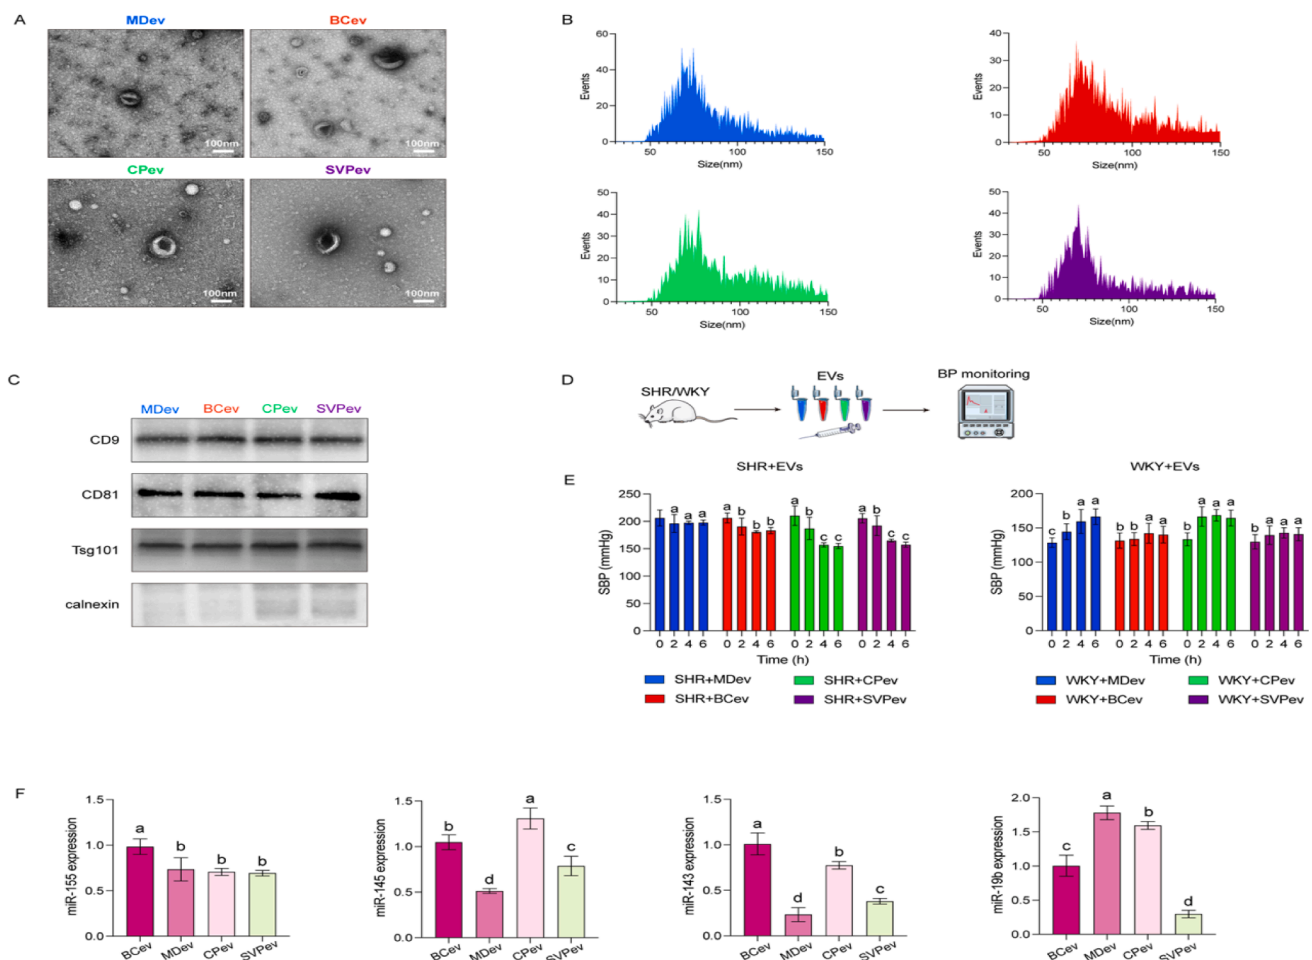 A
MDev
BCev
100nm
100nm
CPev
SVPev
100nm
100nm
B
60
40
20
0
Events
50
100
150
Size(nm)
40
30
20
10
0
Events
50
100
150
Size(nm)
50
40
30
20
10
0
Events
50
100
150
Size(nm)
50
40
30
20
10
0
Events
50
100
150
Size(nm)
C
MDev BCev CPev SVPev
CD9
CD81
Tsg101
calnexin
D
SHR/WKY
EVs
BP monitoring
E
SHR+EVs
250
200
150
100
50
0
SBP (mmHg)
a a a
a b b b
a b c c
a b c c
0 2 4 6 0 2 4 6 0 2 4 6 0 2 4 6
Time (h)
SHR+MDev SHR+CPev
SHR+BCev SHR+SVPev
WKY+EVs
200
150
100
50
0
SBP (mmHg)
c b a a
b b a a
b a a a
b a a a
0 2 4 6 0 2 4 6 0 2 4 6 0 2 4 6
Time (h)
WKY+MDev WKY+CPev
WKY+BCev WKY+SVPev
F
1.5
1.0
0.5
0.0
miR-155 expression
a b b b
BCev MDev CPev SVPev
1.5
1.0
0.5
0.0
miR-145 expression
b d a c
BCev MDev CPev SVPev
1.5
1.0
0.5
0.0
miR-143 expression
a d b c
BCev MDev CPev SVPev
2.0
1.5
1.0
0.5
0.0
miR-19b expression
c a b d
BCev MDev CPev SVPev